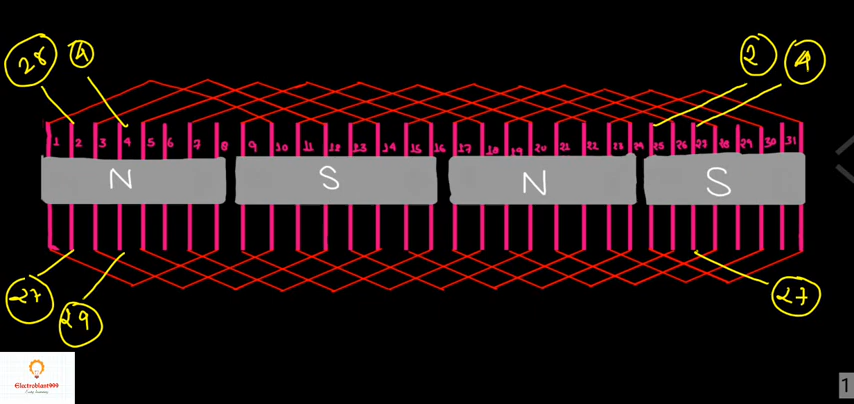 28 4 2 4
1 2 3 4 5 6 7 8 9 10 11 12 13 14 15 16 17 18 19 20 21 22 23 24 25 26 27 28 29 30 31
N S N S
27 29 27
Electroblast999
1